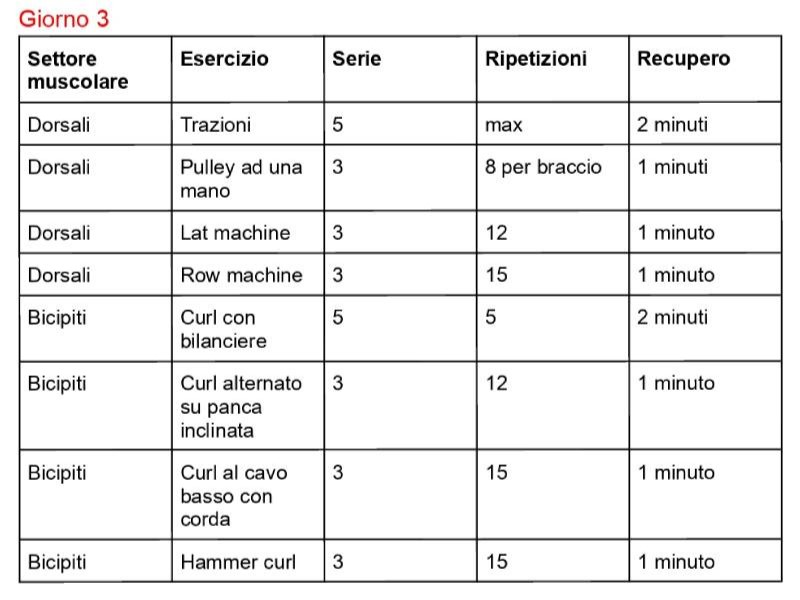 Giorno 3
Settore muscolare Esercizio Serie Ripetizioni Recupero
Dorsali Trazioni 5 max 2 minuti
Dorsali Pulley ad una mano 3 8 per braccio 1 minuti
Dorsali Lat machine 3 12 1 minuto
Dorsali Row machine 3 15 1 minuto
Bicipiti Curl con bilanciere 5 5 2 minuti
Bicipiti Curl alternato su panca inclinata 3 12 1 minuto
Bicipiti Curl al cavo basso con corda 3 15 1 minuto
Bicipiti Hammer curl 3 15 1 minuto